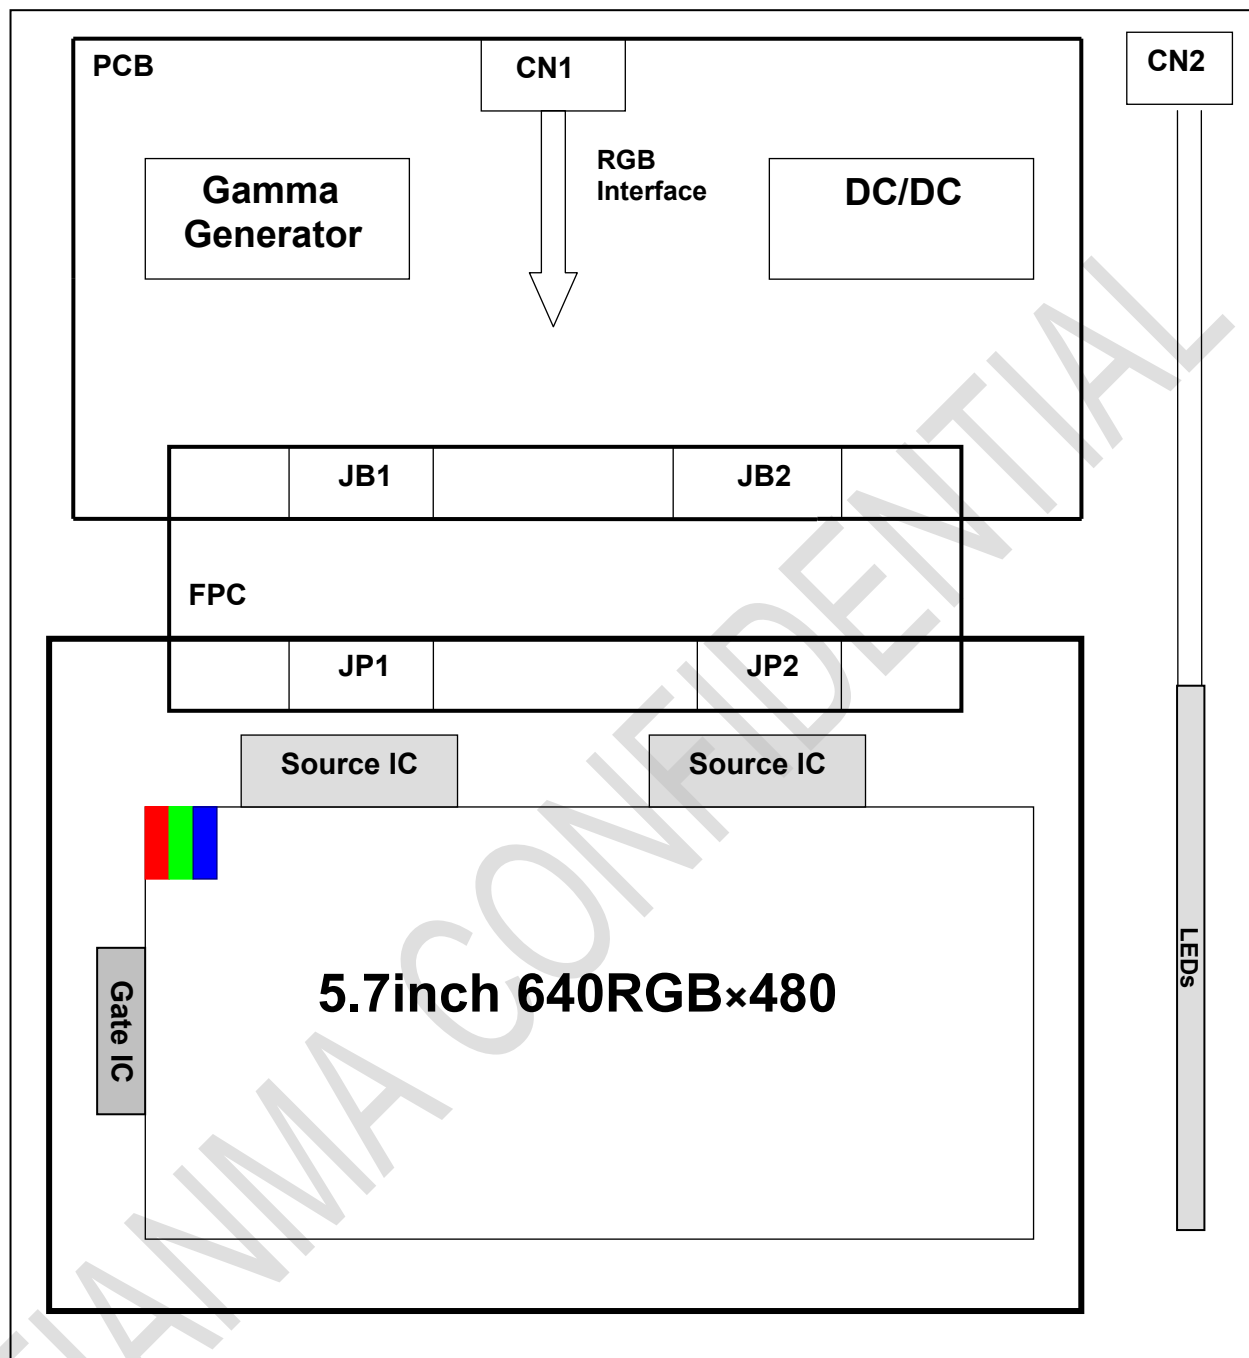 PCB
CN1
CN2
RGB
Interface
Gamma
Generator
DC/DC
JB1
JB2
FPC
JP1
JP2
Source IC
Source IC
Gate IC
5.7inch 640RGB×480
LEDs
TIANMA CONFIDENTIAL